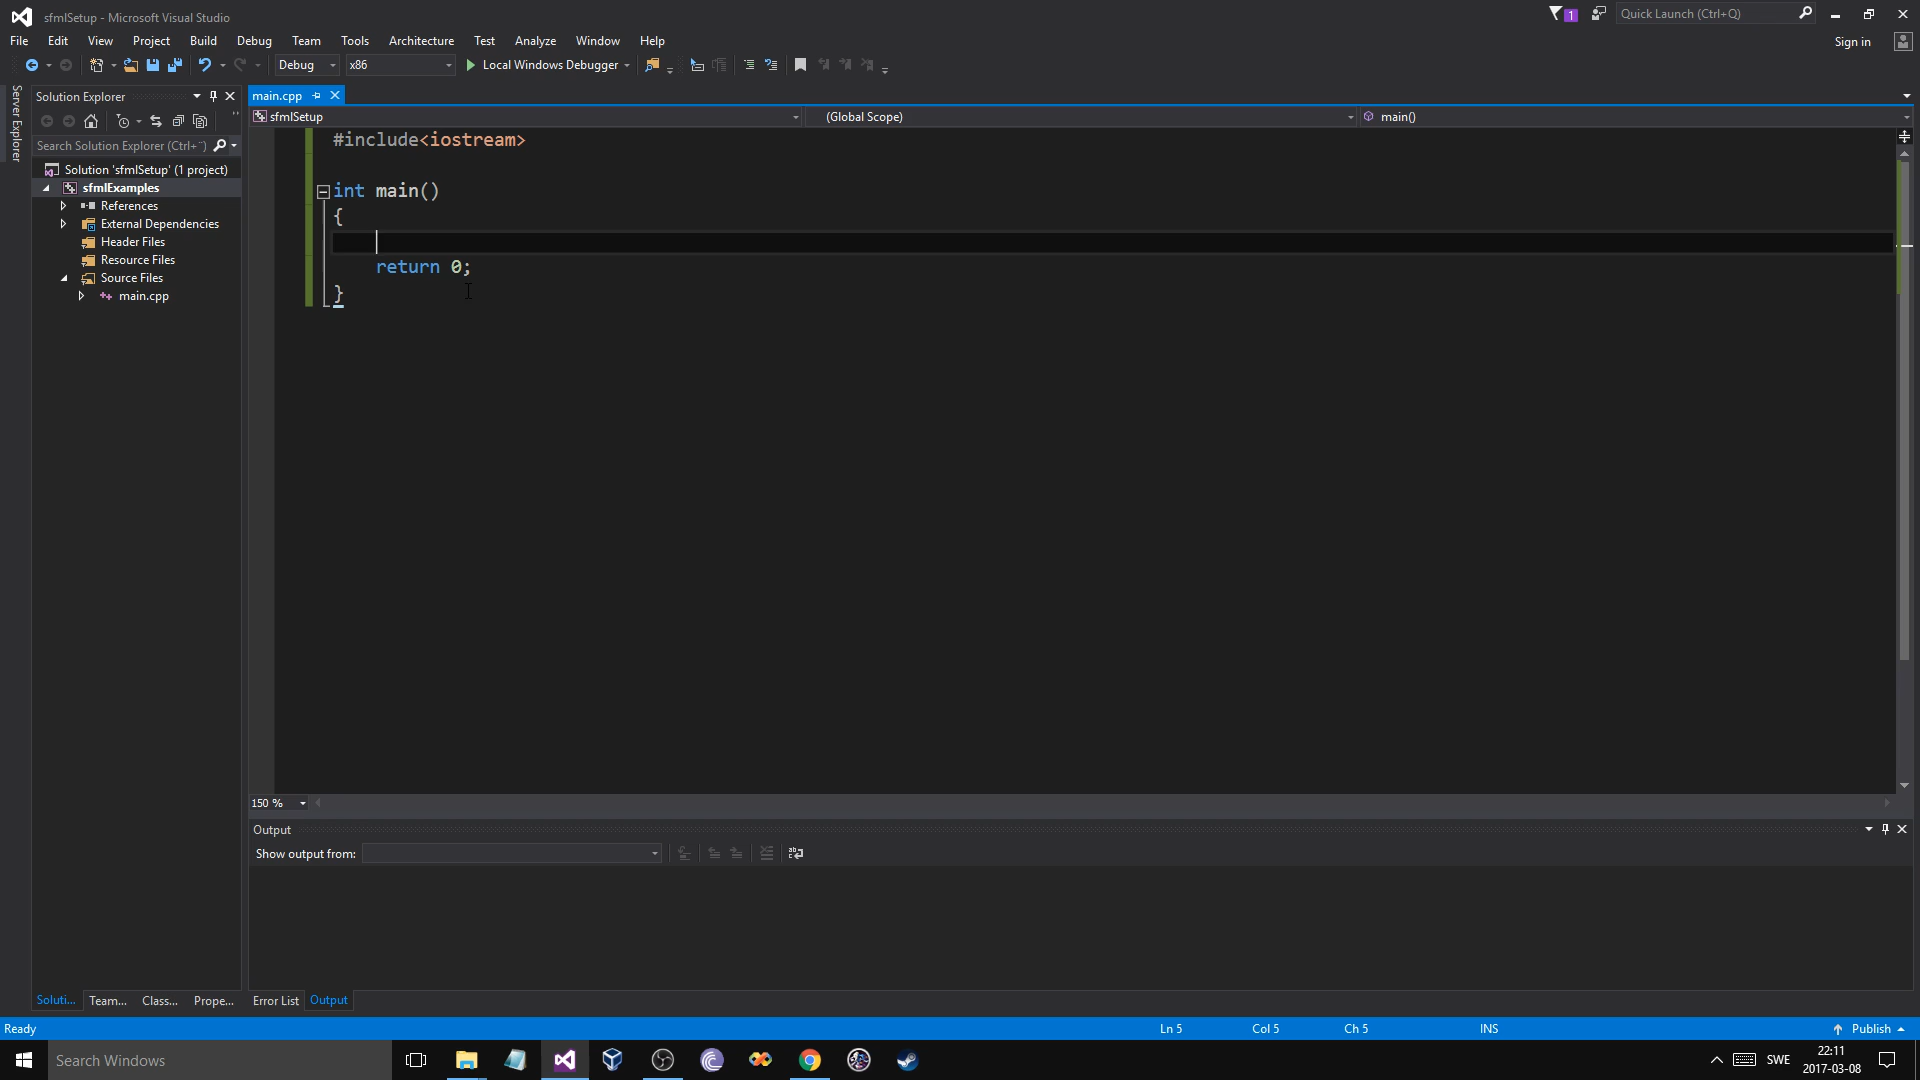 sfmlSetup - Microsoft Visual Studio
1
Quick Launch (Ctrl+Q)
File Edit View Project Build Debug Team Tools Architecture Test Analyze Window Help
Sign in
Debug x86 Local Windows Debugger
Server Explorer
Solution Explorer
Search Solution Explorer (Ctrl+¨)
Solution 'sfmlSetup' (1 project)
sfmlExamples
References
External Dependencies
Header Files
Resource Files
Source Files
main.cpp
main.cpp
sfmlSetup (Global Scope) main()
#include<iostream>
int main()
{
return 0;
}
150 %
Output
Show output from:
Soluti... Team... Class... Prope... Error List Output
Ready Ln 5 Col 5 Ch 5 INS Publish
Search Windows
SWE
22:11
2017-03-08